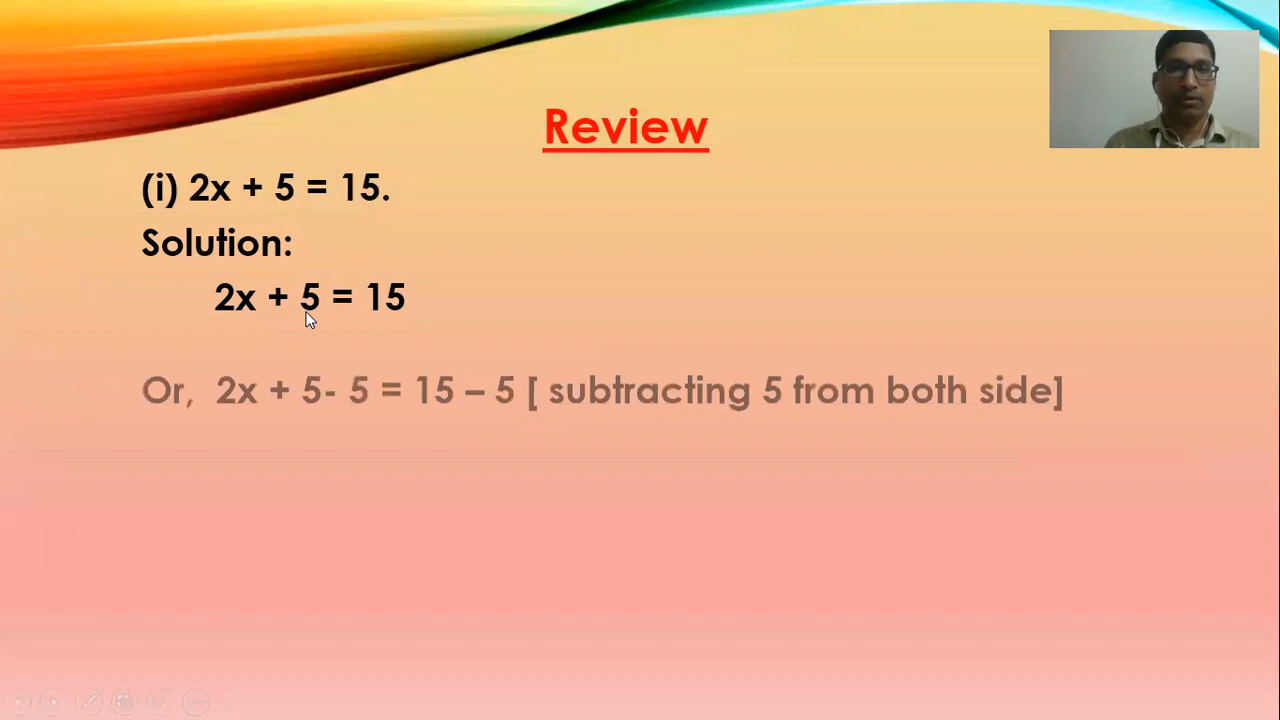 Review
(i) 2x + 5 = 15.
Solution:
2x + 5 = 15
Or, 2x + 5- 5 = 15 – 5 [ subtracting 5 from both side]